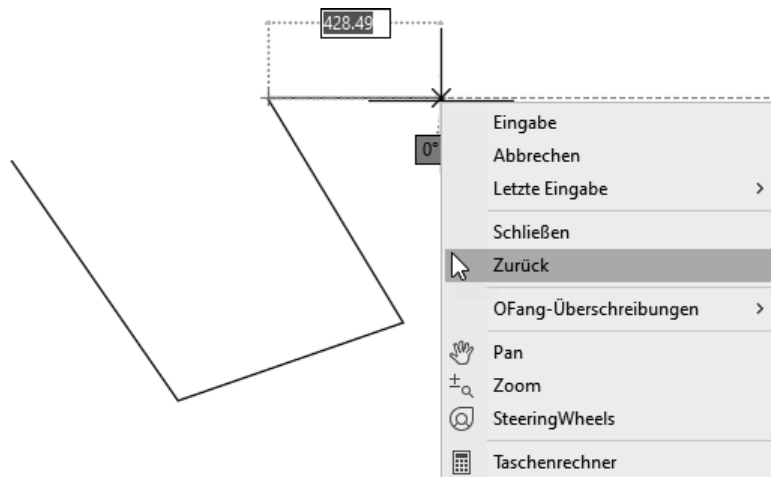 428.49
0°
Eingabe
Abbrechen
Letzte Eingabe
Schließen
Zurück
OFang-Überschreibungen
Pan
Zoom
SteeringWheels
Taschenrechner